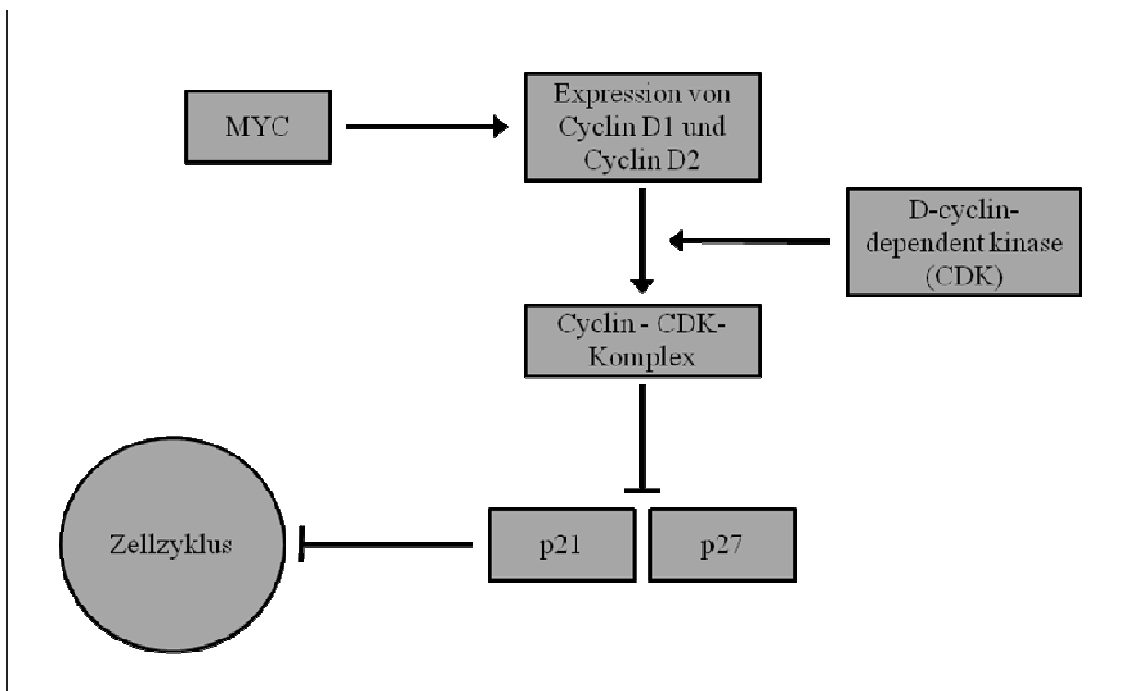 MYC
Expression von
Cyclin D1 und
Cyclin D2
D-cyclin-
dependent kinase
(CDK)
Cyclin - CDK-
Komplex
Zellzyklus
p21
p27